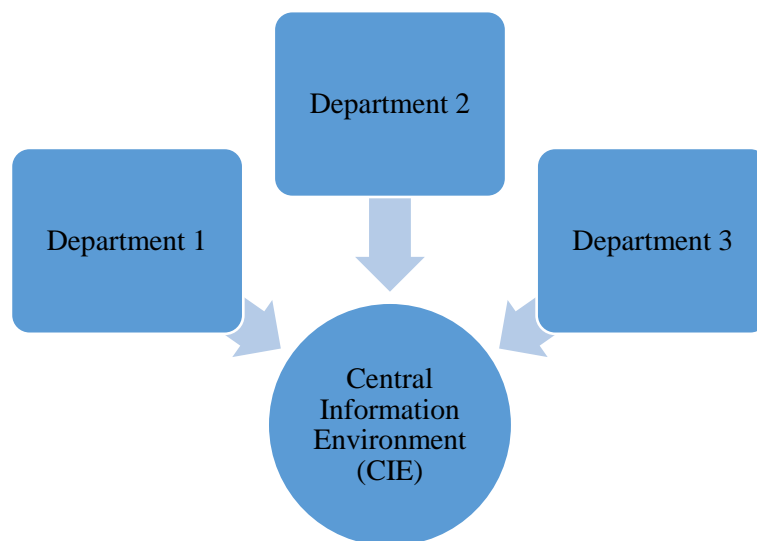 Department 2
Department 1
Department 3
Central
Information
Environment
(CIE)